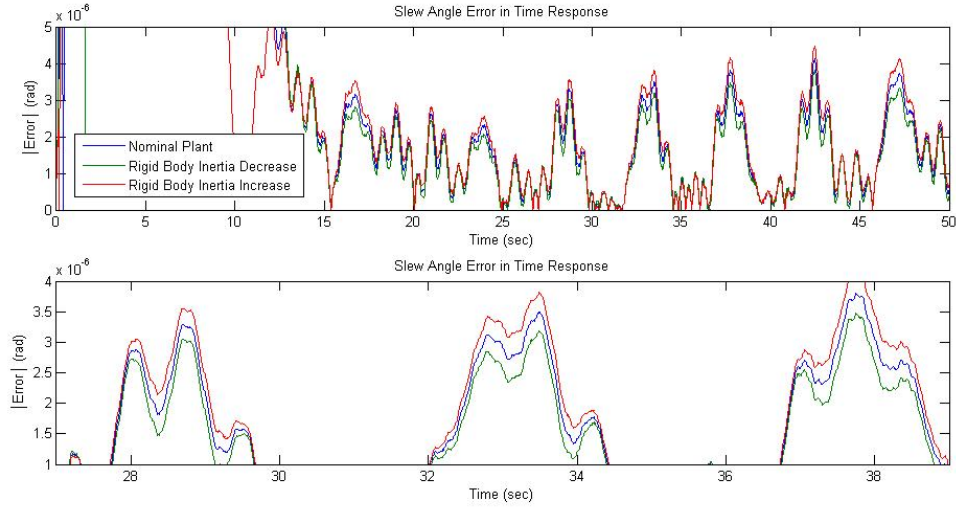 Slew Angle Error in Time Response
x 10^-6
5
4
3
2
1
0
|Error| (rad)
Nominal Plant
Rigid Body Inertia Decrease
Rigid Body Inertia Increase
0 5 10 15 20 25 30 35 40 45 50
Time (sec)
Slew Angle Error in Time Response
x 10^-6
4
3.5
3
2.5
2
1.5
1
|Error| (rad)
28 30 32 34 36 38
Time (sec)